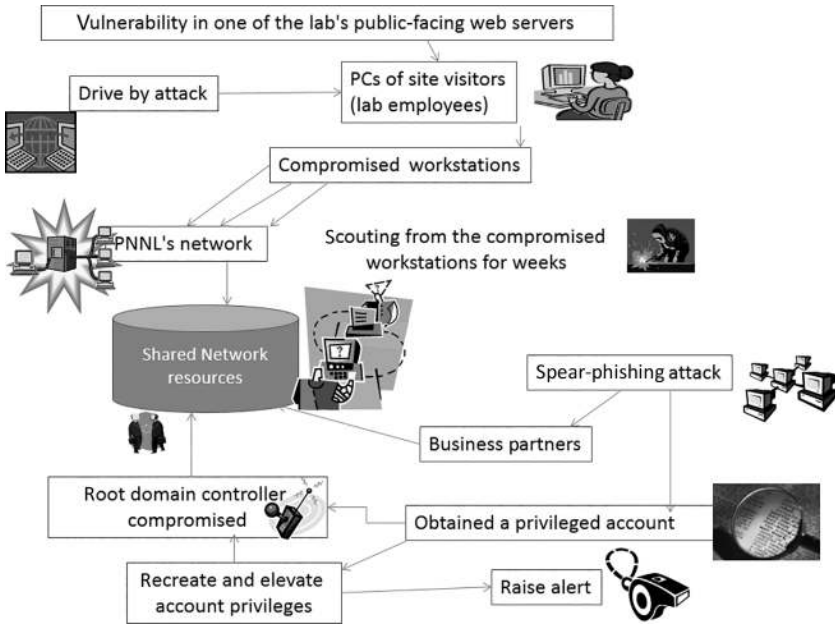 Vulnerability in one of the lab's public-facing web servers
Drive by attack
PCs of site visitors
(lab employees)
Compromised workstations
PNNL's network
Scouting from the compromised
workstations for weeks
Shared Network
resources
?
Spear-phishing attack
Business partners
Root domain controller
compromised
Obtained a privileged account
Recreate and elevate
account privileges
Raise alert